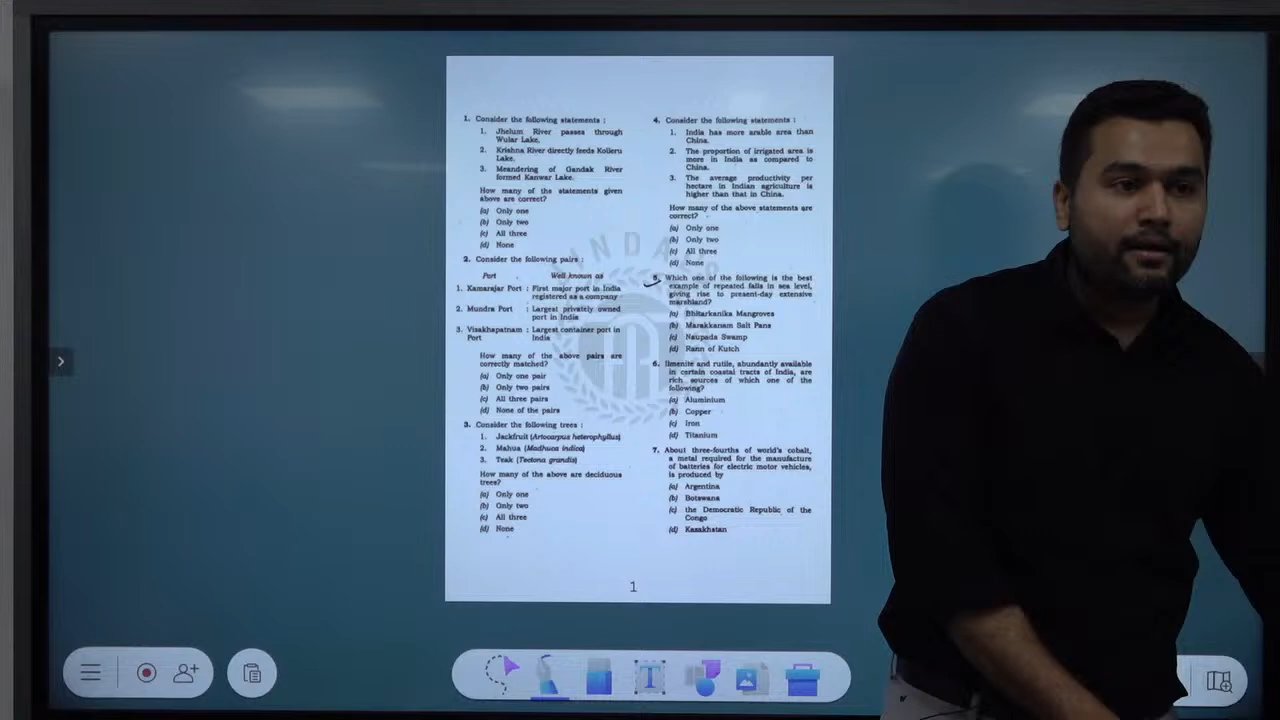 1. Consider the following statements :
1. Jhelum River passes through
Wular Lake.
2. Krishna River directly feeds Kolleru
Lake.
3. Meandering of Gandak River
formed Kanwar Lake.
How many of the statements given
above are correct?
(a) Only one
(b) Only two
(c) All three
(d) None
2. Consider the following pairs :
Port Well known as
1. Kamarajar Port : First major port in India
registered as a company
2. Mundra Port : Largest privately owned
port in India
3. Visakhapatnam : Largest container port in
Port India
How many of the above pairs are
correctly matched?
(a) Only one pair
(b) Only two pairs
(c) All three pairs
(d) None of the pairs
3. Consider the following trees :
1. Jackfruit (Artocarpus heterophyllus)
2. Mahua (Madhuca indica)
3. Teak (Tectona grandis)
How many of the above are deciduous
trees?
(a) Only one
(b) Only two
(c) All three
(d) None
4. Consider the following statements :
1. India has more arable area than
China.
2. The proportion of irrigated area is
more in India as compared to
China.
3. The average productivity per
hectare in Indian agriculture is
higher than that in China.
How many of the above statements are
correct?
(a) Only one
(b) Only two
(c) All three
(d) None
5. Which one of the following is the best
example of repeated falls in sea level,
giving rise to present-day extensive
marshland?
(a) Bhitarkanika Mangroves
(b) Marakkanam Salt Pans
(c) Naupada Swamp
(d) Rann of Kutch
6. Ilmenite and rutile, abundantly available
in certain coastal tracts of India, are
rich sources of which one of the
following?
(a) Aluminium
(b) Copper
(c) Iron
(d) Titanium
7. About three-fourths of world's cobalt,
a metal required for the manufacture
of batteries for electric motor vehicles,
is produced by
(a) Argentina
(b) Botswana
(c) the Democratic Republic of the
Congo
(d) Kazakhstan
1
T